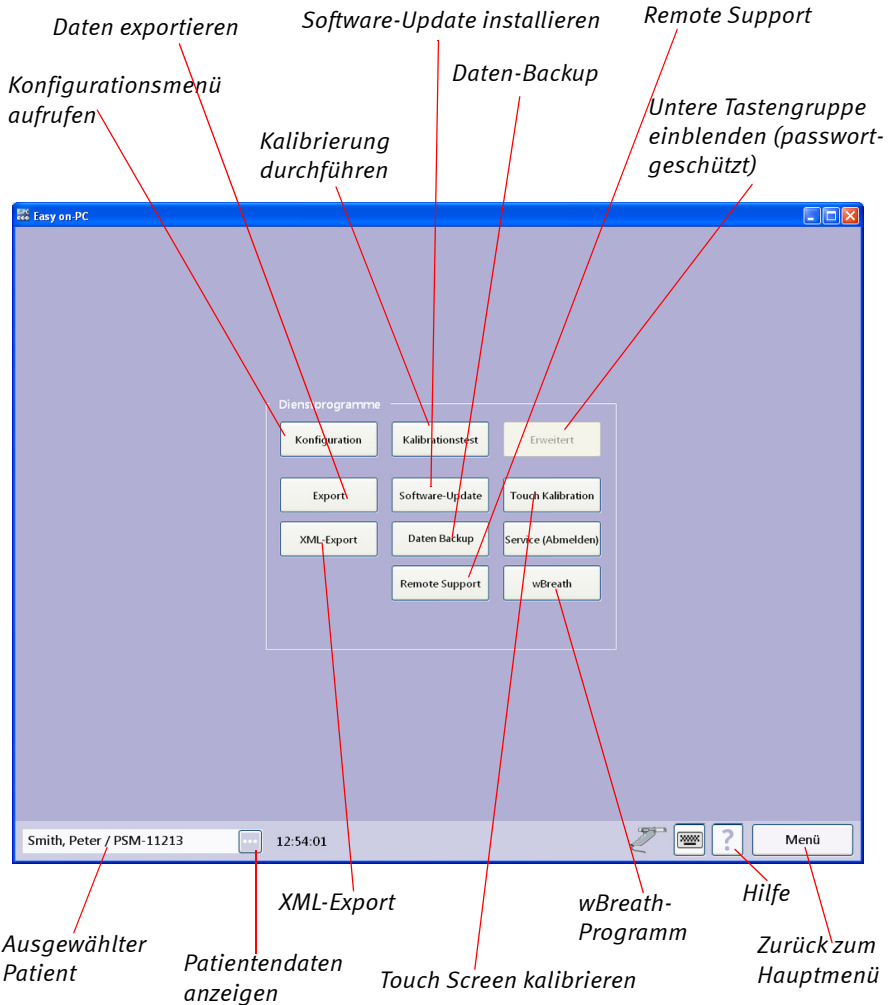 Daten exportieren
Software-Update installieren
Remote Support
Konfigurationsmenü
aufrufen
Daten-Backup
Kalibrierung
durchführen
Untere Tastengruppe
einblenden (passwort-
geschützt)
Easy on-PC
Dienstprogramme
Konfiguration
Kalibrationstest
Erweitert
Export
Software-Update
Touch Kalibration
XML-Export
Daten Backup
Service (Abmelden)
Remote Support
wBreath
Smith, Peter / PSM-11213
...
12:54:01
?
Menü
XML-Export
wBreath-
Programm
Hilfe
Ausgewählter
Patient
Patientendaten
anzeigen
Touch Screen kalibrieren
Zurück zum
Hauptmenü